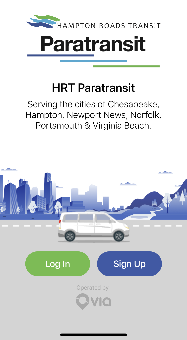 HAMPTON ROADS TRANSIT
Paratransit
HRT Paratransit
Serving the cities of Chesapeake,
Hampton, Newport News, Norfolk,
Portsmouth & Virginia Beach.
Log In
Sign Up
Operated by
via